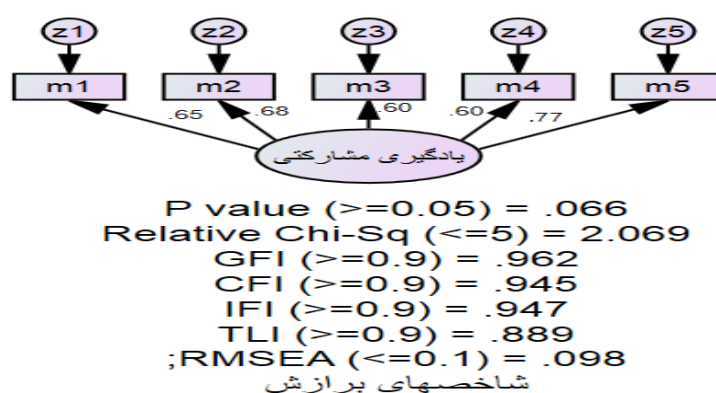 z1 z2 z3 z4 z5
m1 m2 m3 m4 m5
.65 .68 .60 .60 .77
یادگیری مشارکتی
P value (>=0.05) = .066
Relative Chi-Sq (<=5) = 2.069
GFI (>=0.9) = .962
CFI (>=0.9) = .945
IFI (>=0.9) = .947
TLI (>=0.9) = .889
;RMSEA (<=0.1) = .098
شاخصهای برازش